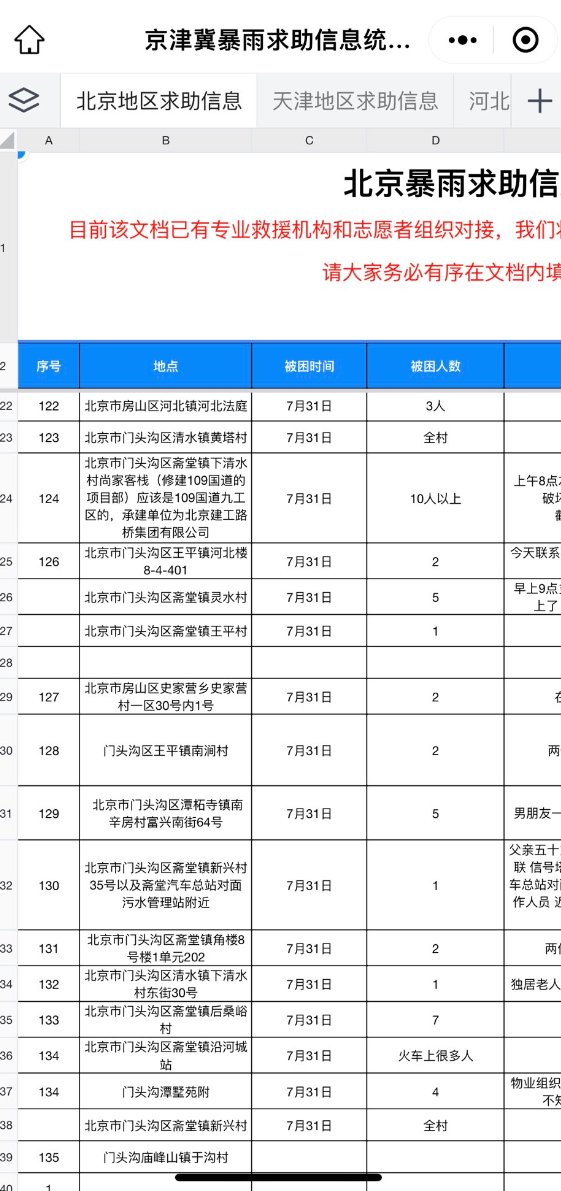 京津冀暴雨求助信息统...
北京地区求助信息 天津地区求助信息 河北
A B C D
北京暴雨求助信
1 目前该文档已有专业救援机构和志愿者组织对接，我们
请大家务必有序在文档内填
2 序号 地点 被困时间 被困人数
22 122 北京市房山区河北镇河北法庭 7月31日 3人
23 123 北京市门头沟区清水镇黄塔村 7月31日 全村
北京市门头沟区斋堂镇下清水
村尚家客栈（修建109国道的
24 124 项目部）应该是109国道九工 7月31日 10人以上
区的，承建单位为北京建工路
桥集团有限公司
上午8点
破坏
25 126 北京市门头沟区王平镇河北楼 7月31日 2 今天联系
8-4-401
26 北京市门头沟区斋堂镇灵水村 7月31日 5 早上9点
上了
27 北京市门头沟区斋堂镇王平村 7月31日 1
28
29 127 北京市房山区史家营乡史家营 7月31日 2
村一区30号内1号
30 128 门头沟区王平镇南涧村 7月31日 2 两
31 129 北京市门头沟区潭柘寺镇南 7月31日 5 男朋友一
辛房村富兴南街64号
32 130 北京市门头沟区斋堂镇新兴村 7月31日 1
35号以及斋堂汽车总站对面
污水管理站附近
父亲五十
联 信号塔
车总站对
作人员 近
33 131 北京市门头沟区斋堂镇角楼8 7月31日 2 两
号楼1单元202
34 132 北京市门头沟区清水镇下清水 7月31日 1 独居老人
村东街30号
35 133 北京市门头沟区斋堂镇后桑峪 7月31日 7
村
36 134 北京市门头沟区斋堂镇沿河城 7月31日 火车上很多人
站
37 134 门头沟潭墅苑附 7月31日 4 物业组织
不知
38 北京市门头沟区斋堂镇新兴村 7月31日 全村
39 135 门头沟庙峰山镇于沟村
40 1